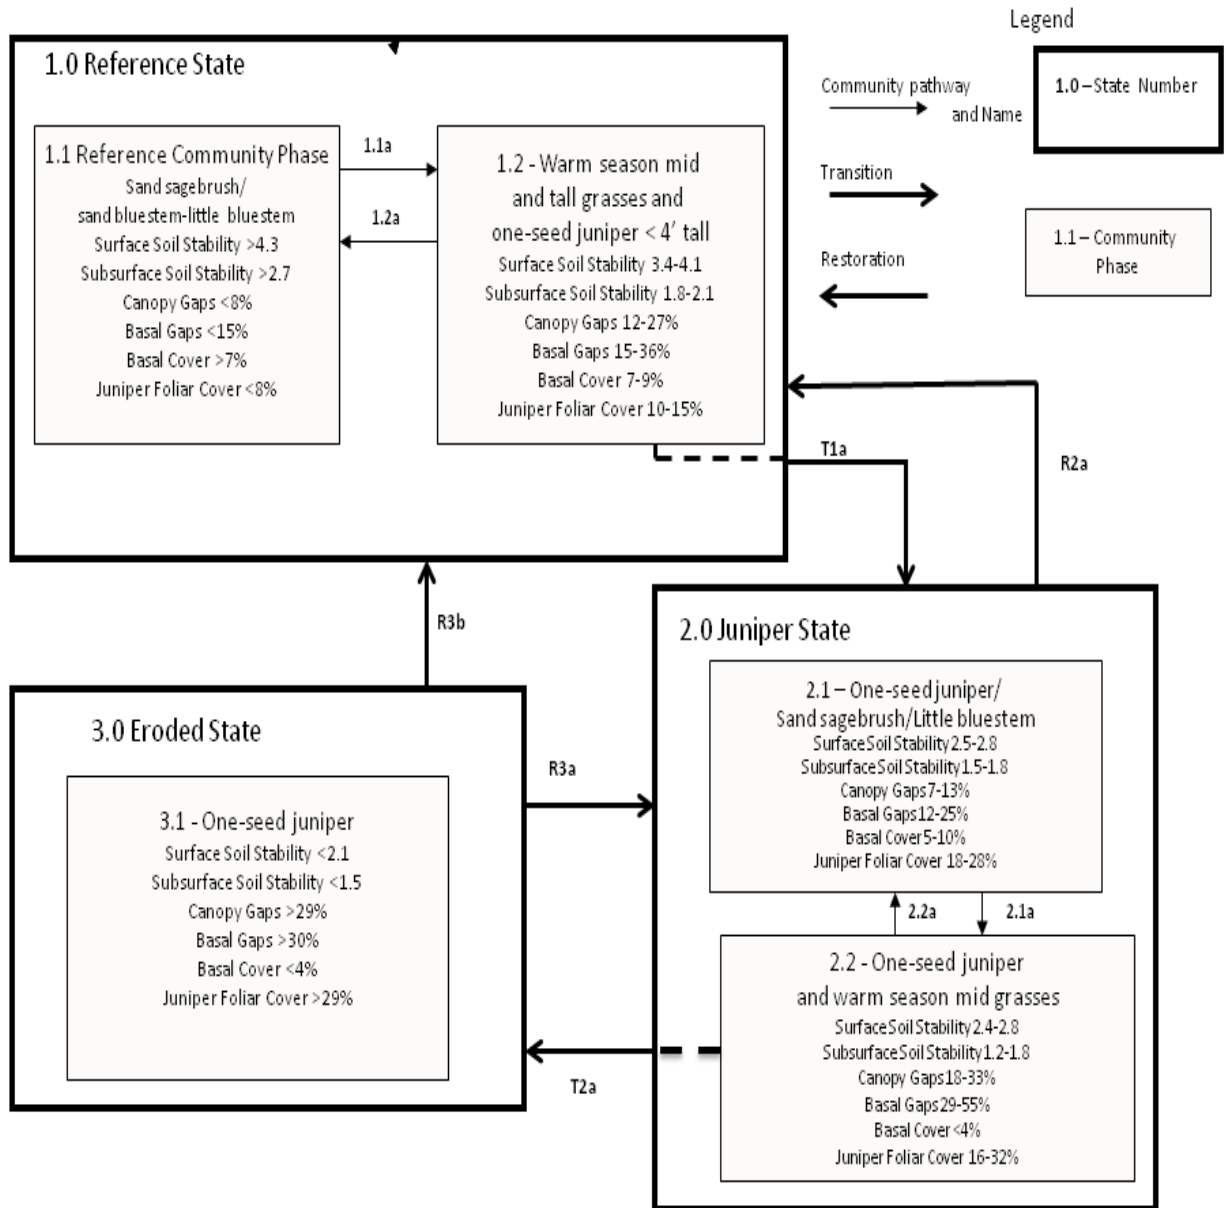 Legend
Community pathway
and Name
1.0 – State Number
Transition
Restoration
1.1 – Community
Phase
1.0 Reference State
1.1 Reference Community Phase
Sand sagebrush/
sand bluestem-little bluestem
Surface Soil Stability >4.3
Subsurface Soil Stability >2.7
Canopy Gaps <8%
Basal Gaps <15%
Basal Cover >7%
Juniper Foliar Cover <8%
1.1a
1.2a
1.2 - Warm season mid
and tall grasses and
one-seed juniper < 4' tall
Surface Soil Stability 3.4-4.1
Subsurface Soil Stability 1.8-2.1
Canopy Gaps 12-27%
Basal Gaps 15-36%
Basal Cover 7-9%
Juniper Foliar Cover 10-15%
T1a
R2a
R3b
2.0 Juniper State
2.1 – One-seed juniper/
Sand sagebrush/Little bluestem
Surface Soil Stability 2.5-2.8
Subsurface Soil Stability 1.5-1.8
Canopy Gaps 7-13%
Basal Gaps 12-25%
Basal Cover 5-10%
Juniper Foliar Cover 18-28%
2.2a
2.1a
2.2 - One-seed juniper
and warm season mid grasses
Surface Soil Stability 2.4-2.8
Subsurface Soil Stability 1.2-1.8
Canopy Gaps 18-33%
Basal Gaps 29-55%
Basal Cover <4%
Juniper Foliar Cover 16-32%
3.0 Eroded State
3.1 - One-seed juniper
Surface Soil Stability <2.1
Subsurface Soil Stability <1.5
Canopy Gaps >29%
Basal Gaps >30%
Basal Cover <4%
Juniper Foliar Cover >29%
R3a
T2a